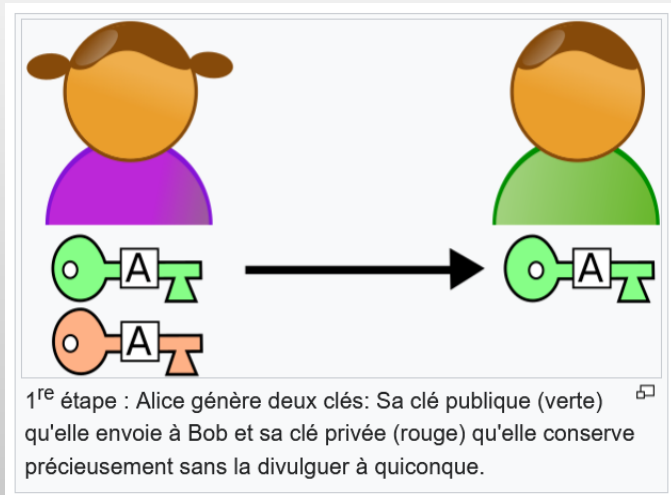 A A
A
1re étape : Alice génère deux clés: Sa clé publique (verte)
qu'elle envoie à Bob et sa clé privée (rouge) qu'elle conserve
précieusement sans la divulguer à quiconque.